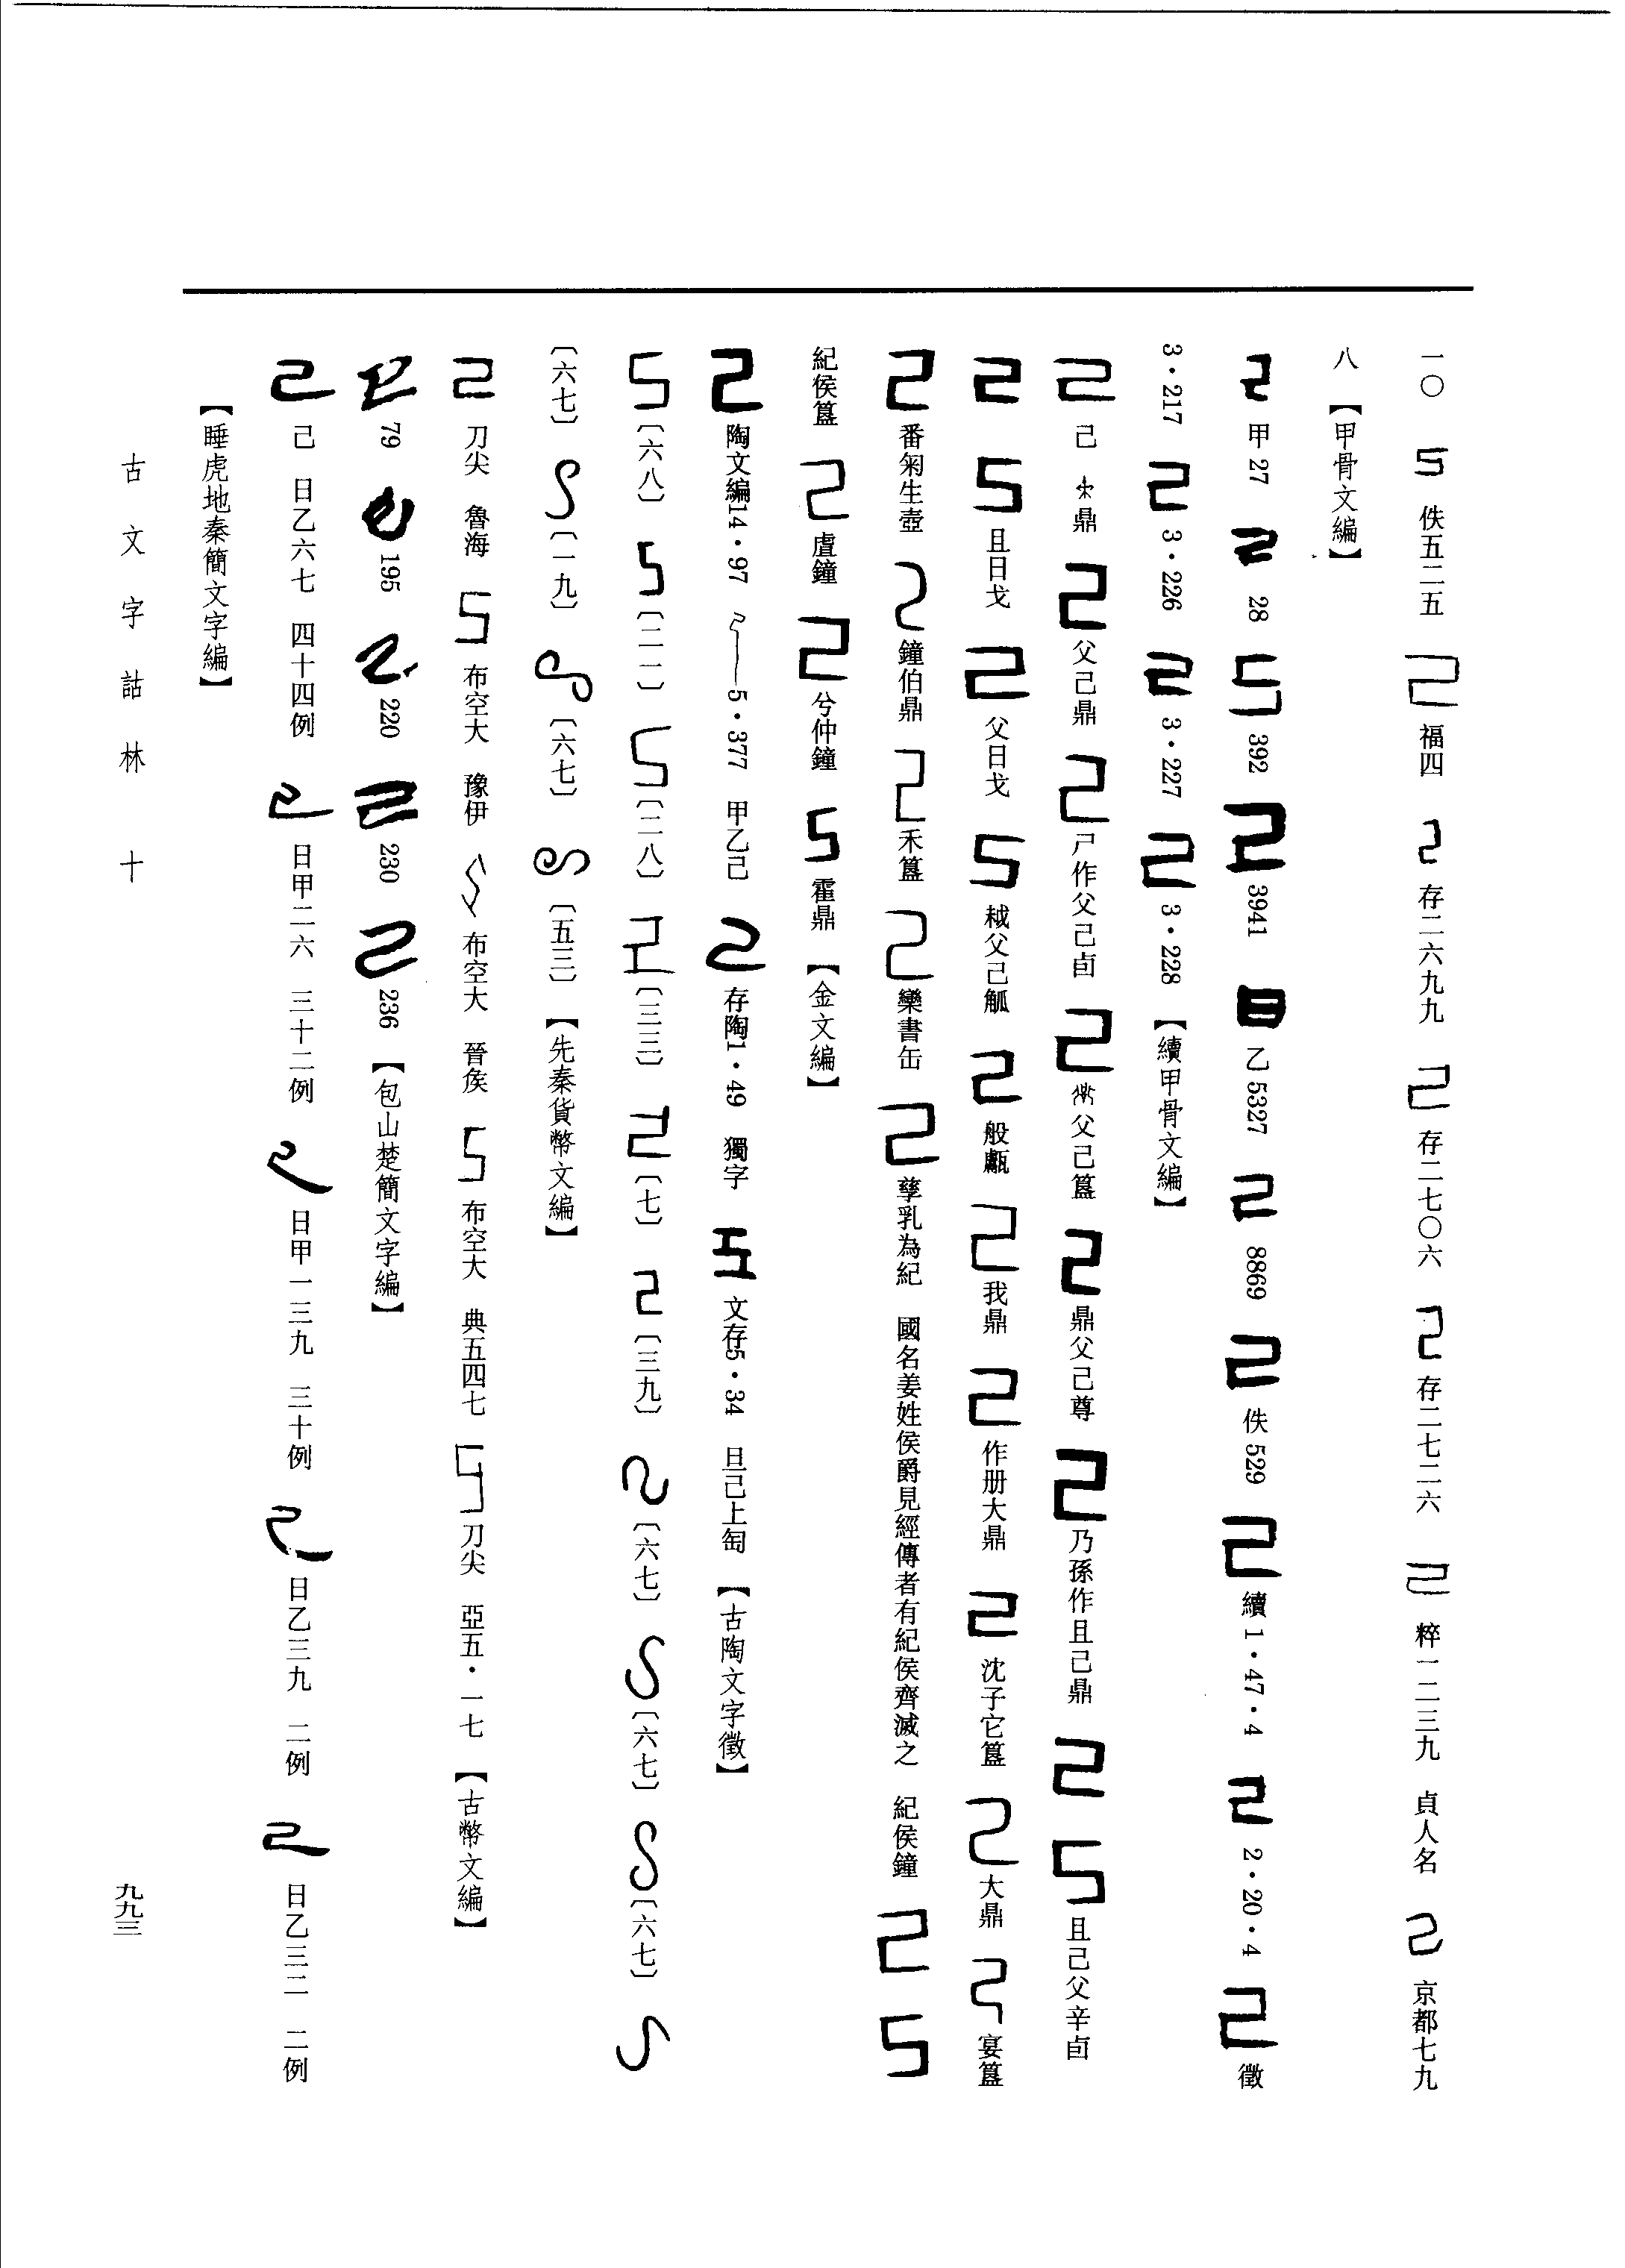 一〇　佚五二五　福四　存二六九九　存二七〇六　存二七二六　粹一二三九　貞人名　京都七九
八　【甲骨文編】
甲27　28　392　3941　乙5327　8869　佚529　續1·47·4　2·20·4　徵
3·217　3·226　3·227　3·228　【續甲骨文編】
己　鼎　父己鼎　作父己卣　父己簋　鼎父己尊　乃孫作且己鼎　且己父辛卣
且日戈　父日戈　父己觚　般甗　我鼎　作册大鼎　沈子它簋　大鼎　宴簋
番匊生壺　鐘伯鼎　禾簋　欒書缶　孳乳為紀　國名姜姓侯爵見經傳者有紀侯齊滅之　紀侯鐘
紀侯簋　䖒鐘　兮仲鐘　霍鼎　【金文編】
陶文編14·97　5·377　甲乙己　存陶1·49　獨字　文存5·34　旦己上匋　【古陶文字徵】
〔六八〕　〔二二〕　〔二八〕　〔三三〕　〔七〕　〔三九〕　〔六七〕　〔六七〕　〔六七〕
〔六七〕　〔一九〕　〔六七〕　〔五三〕　【先秦貨幣文編】
刀尖　魯海　布空大　豫伊　布空大　晉矦　布空大　典五四七　刀尖　亞五·一七　【古幣文編】
79　195　220　230　236　【包山楚簡文字編】
己　日乙六七　四十四例　日甲二六　三十二例　日甲一三九　三十例　日乙三九　二例　日乙三二　二例
【睡虎地秦簡文字編】
古文字詁林　十
九九三